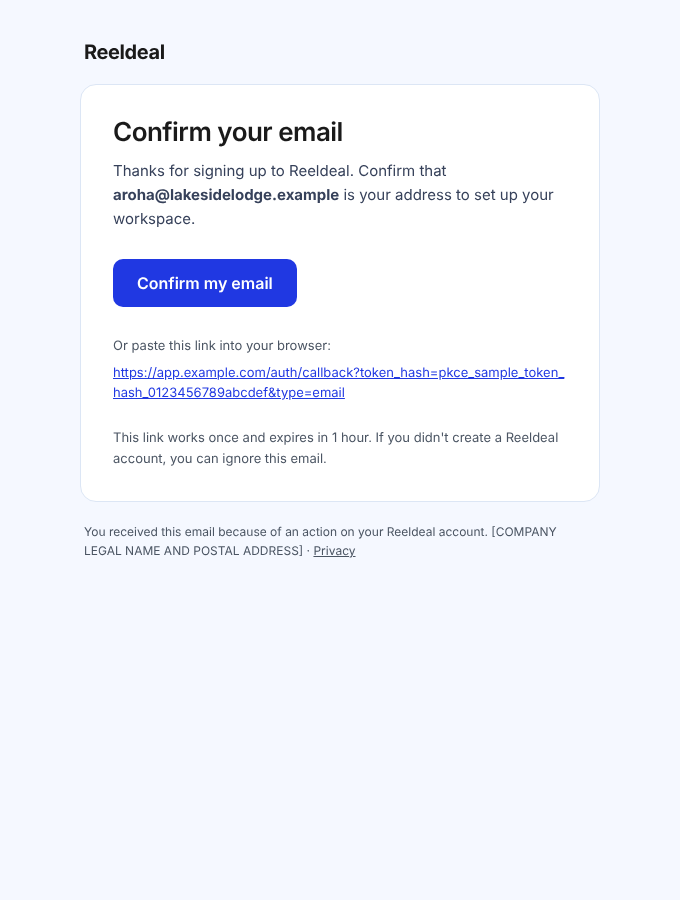 Reeldeal
Confirm your email
Thanks for signing up to Reeldeal. Confirm that
aroha@lakesidelodge.example is your address to set up your
workspace.
Confirm my email
Or paste this link into your browser:
https://app.example.com/auth/callback?token_hash=pkce_sample_token_
hash_0123456789abcdef&type=email
This link works once and expires in 1 hour. If you didn't create a Reeldeal
account, you can ignore this email.
You received this email because of an action on your Reeldeal account. [COMPANY
LEGAL NAME AND POSTAL ADDRESS] · Privacy